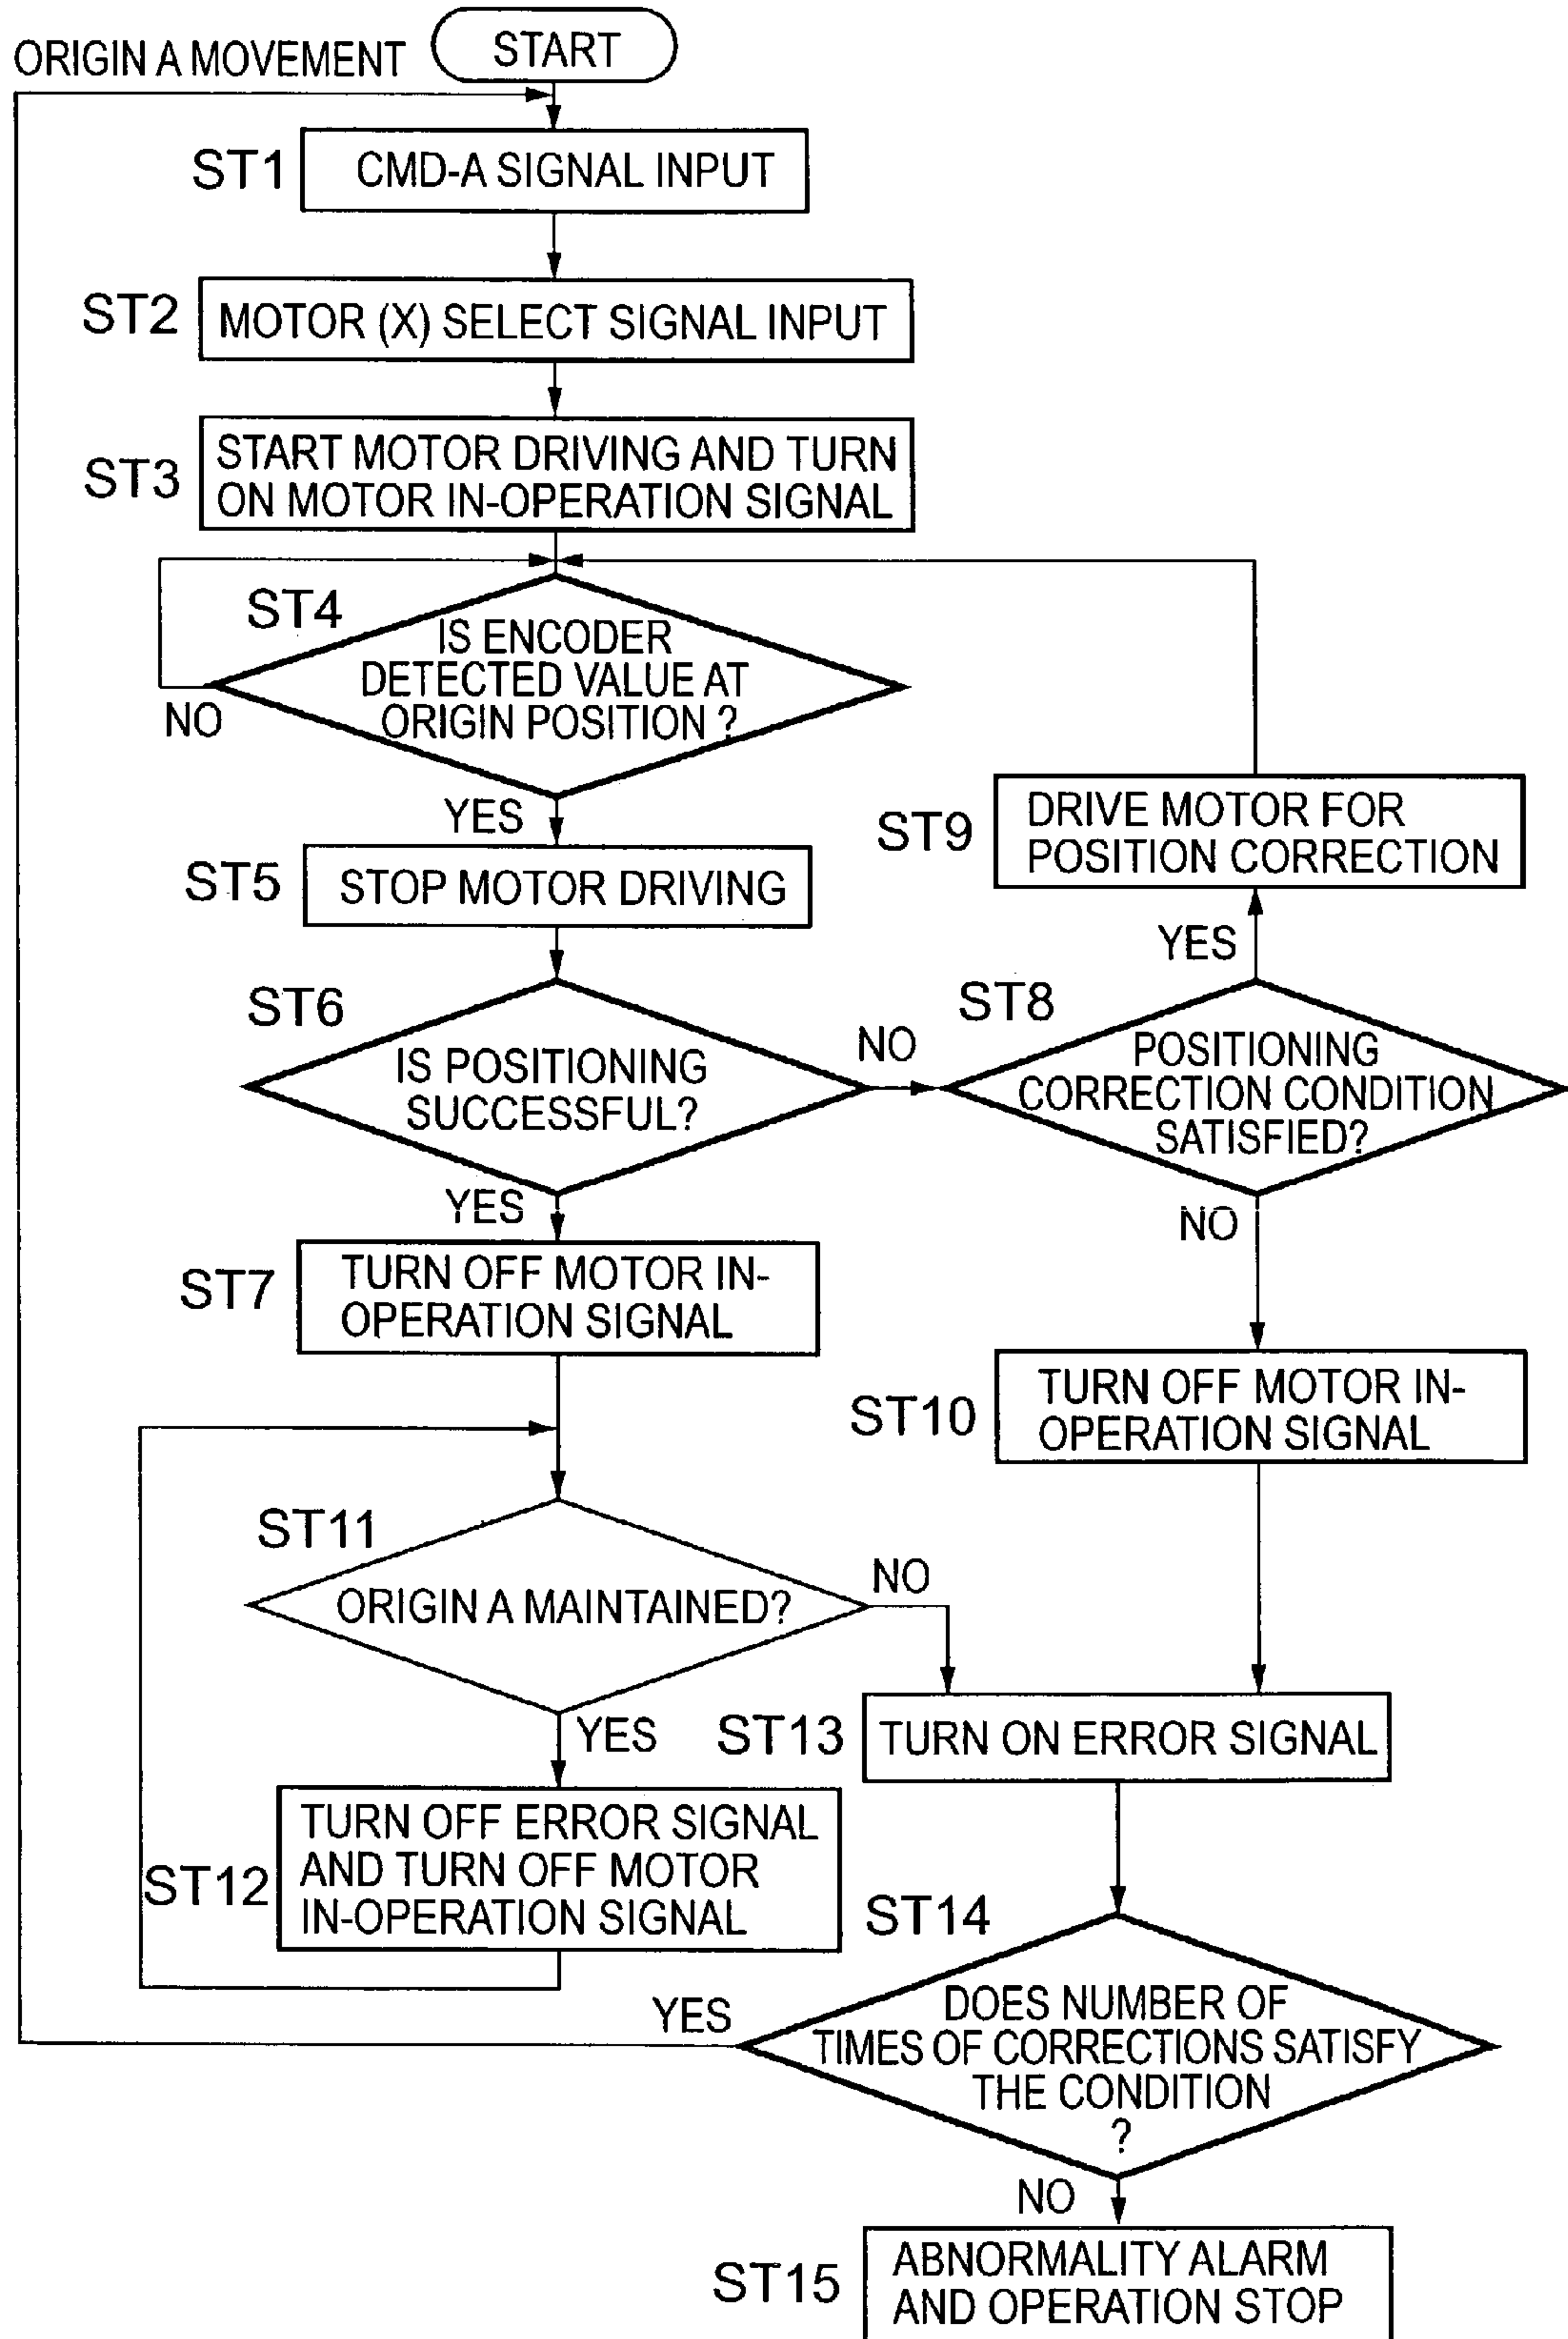 ORIGIN A MOVEMENT
START
ST1
CMD-A SIGNAL INPUT
ST2
MOTOR (X) SELECT SIGNAL INPUT
ST3
START MOTOR DRIVING AND TURN
ON MOTOR IN-OPERATION SIGNAL
ST4
IS ENCODER
DETECTED VALUE AT
ORIGIN POSITION ?
NO
YES
ST5
STOP MOTOR DRIVING
ST6
IS POSITIONING
SUCCESSFUL?
NO
YES
ST8
POSITIONING
CORRECTION CONDITION
SATISFIED?
YES
NO
ST9
DRIVE MOTOR FOR
POSITION CORRECTION
ST7
TURN OFF MOTOR IN-
OPERATION SIGNAL
ST10
TURN OFF MOTOR IN-
OPERATION SIGNAL
ST11
ORIGIN A MAINTAINED?
NO
YES
ST12
TURN OFF ERROR SIGNAL
AND TURN OFF MOTOR
IN-OPERATION SIGNAL
ST13
TURN ON ERROR SIGNAL
ST14
DOES NUMBER OF
TIMES OF CORRECTIONS SATISFY
THE CONDITION
?
YES
NO
ST15
ABNORMALITY ALARM
AND OPERATION STOP